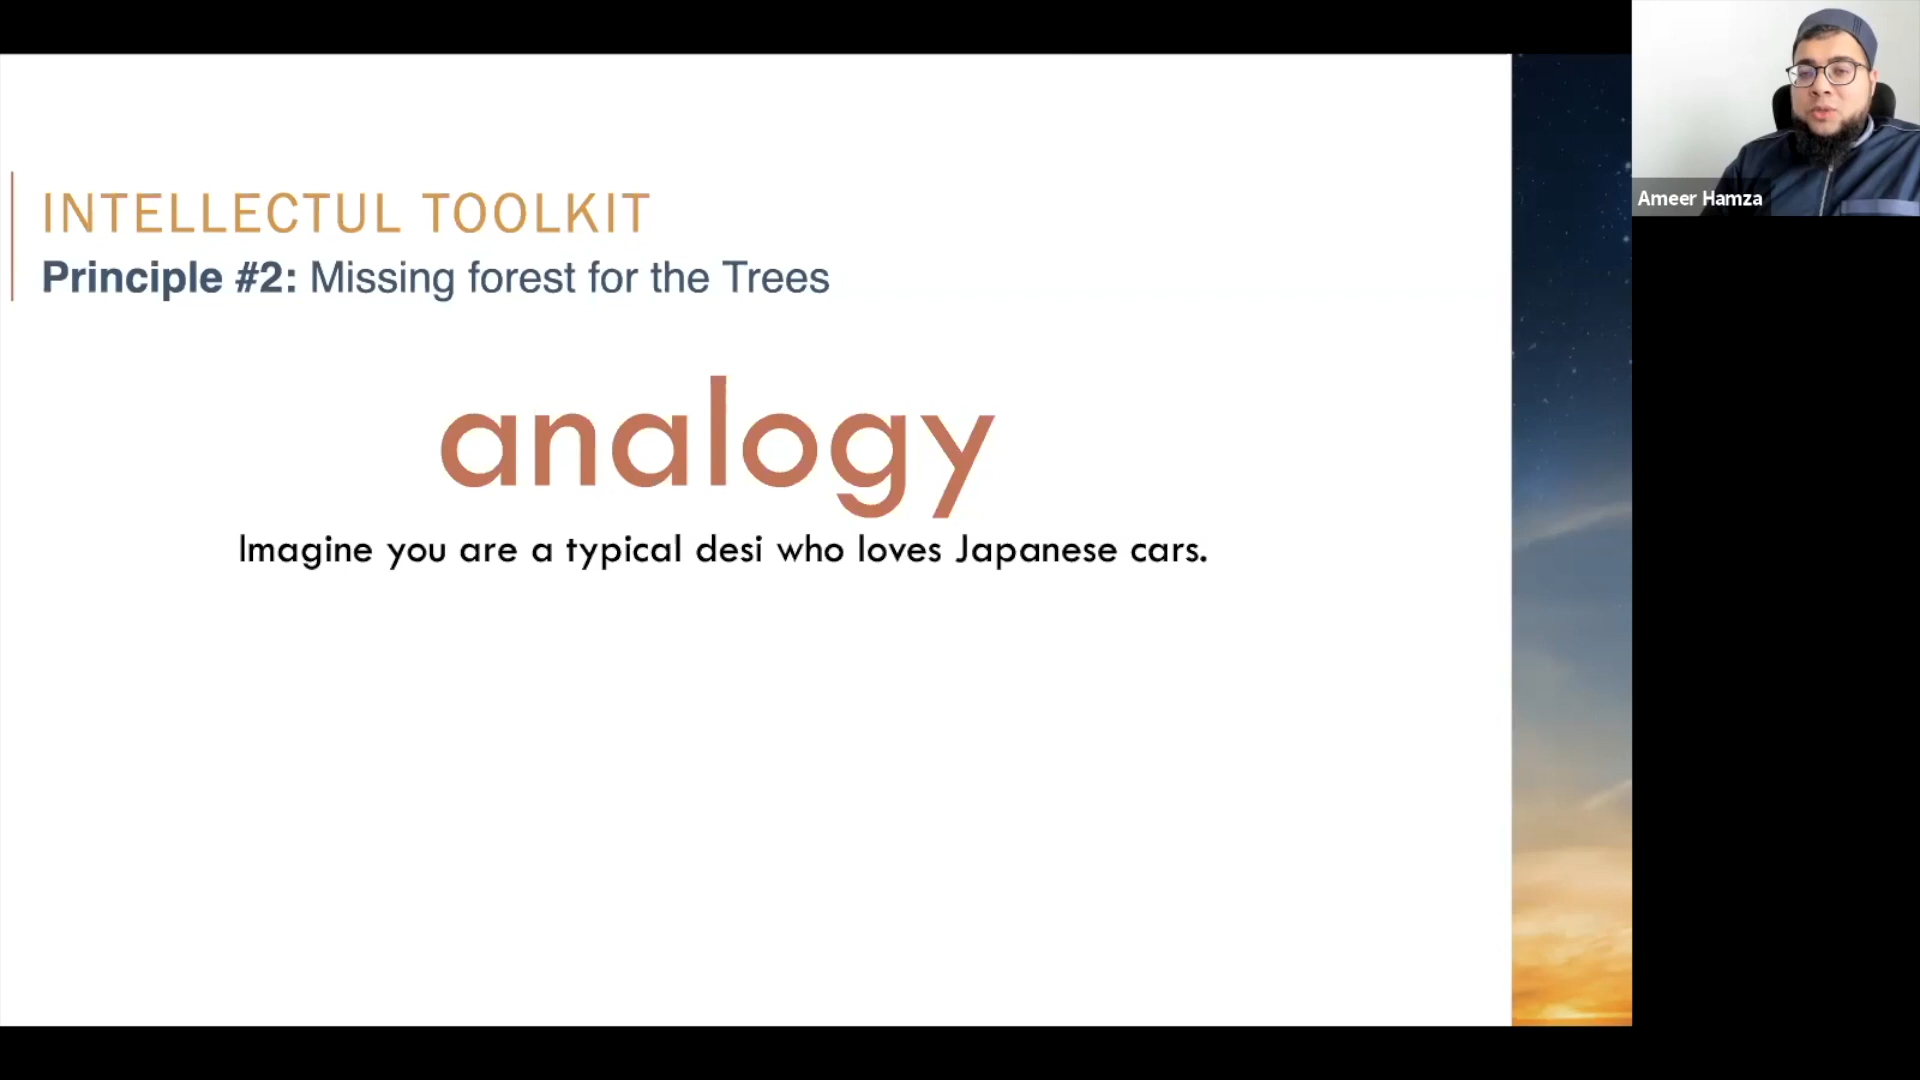 INTELLECTUL TOOLKIT
Principle #2: Missing forest for the Trees
analogy
Imagine you are a typical desi who loves Japanese cars.
Ameer Hamza